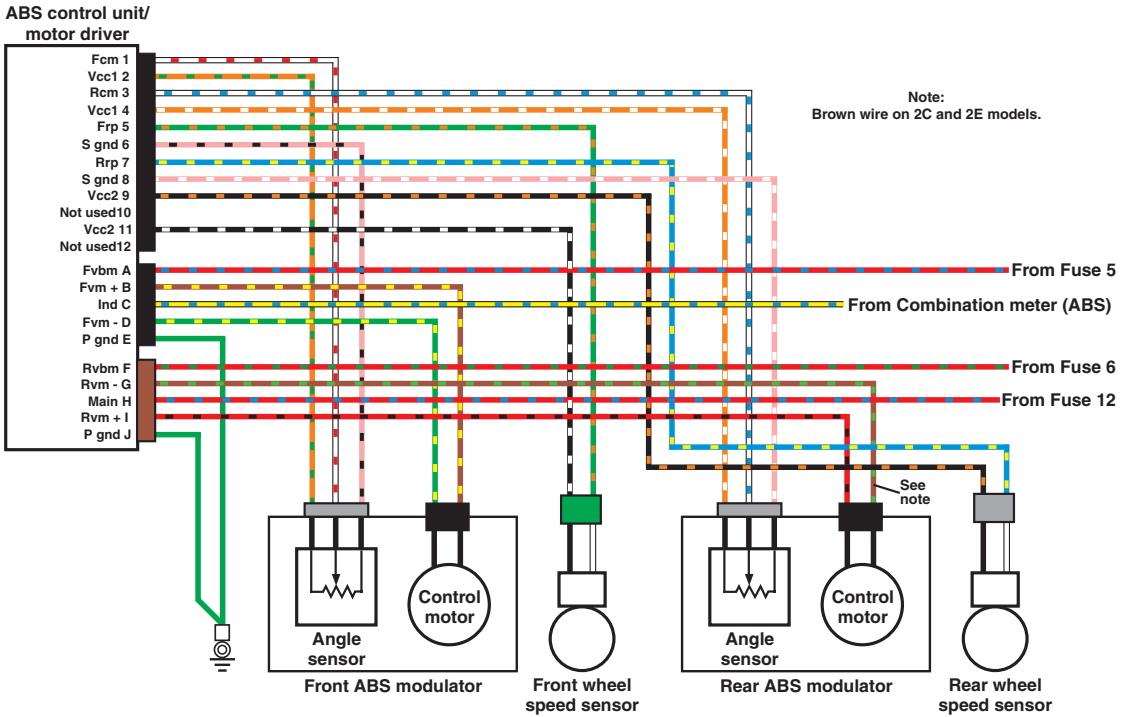 ABS control unit/
motor driver
Fcm 1
Vcc1 2
Rcm 3
Vcc1 4
Frp 5
S gnd 6
Rrp 7
S gnd 8
Vcc2 9
Not used10
Vcc2 11
Not used12
Fvbm A
Fvm + B
Ind C
Fvm - D
P gnd E
Rvbm F
Rvm - G
Main H
Rvm + I
P gnd J
Note:
Brown wire on 2C and 2E models.
From Fuse 5
From Combination meter (ABS)
From Fuse 6
From Fuse 12
See
note
Angle
sensor
Control
motor
Front ABS modulator
Front wheel
speed sensor
Angle
sensor
Control
motor
Rear ABS modulator
Rear wheel
speed sensor